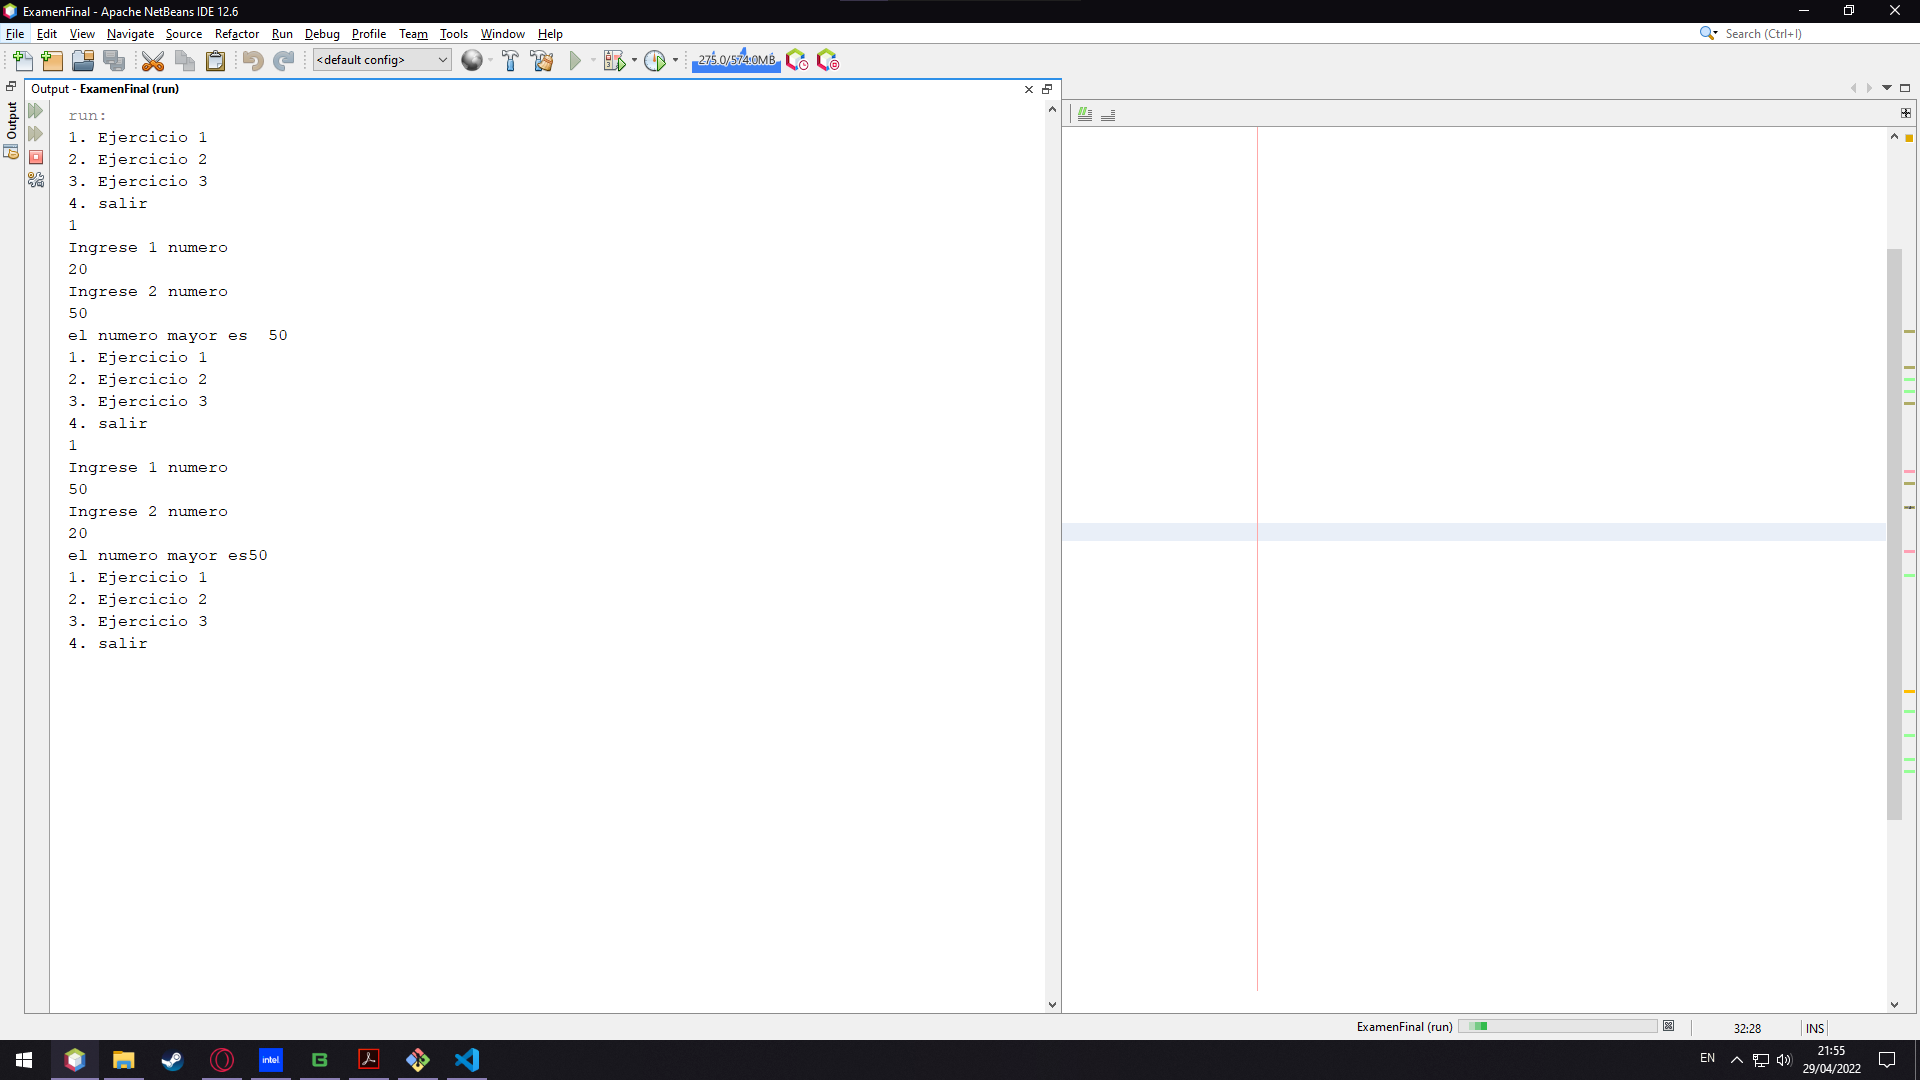 ExamenFinal - Apache NetBeans IDE 12.6
File Edit View Navigate Source Refactor Run Debug Profile Team Tools Window Help
Search (Ctrl+I)
<default config>
275.0/574.0MB
Output - ExamenFinal (run)
Output
run:
1. Ejercicio 1
2. Ejercicio 2
3. Ejercicio 3
4. salir
1
Ingrese 1 numero
20
Ingrese 2 numero
50
el numero mayor es  50
1. Ejercicio 1
2. Ejercicio 2
3. Ejercicio 3
4. salir
1
Ingrese 1 numero
50
Ingrese 2 numero
20
el numero mayor es50
1. Ejercicio 1
2. Ejercicio 2
3. Ejercicio 3
4. salir
ExamenFinal (run)
32:28
INS
intel
EN
21:55
29/04/2022